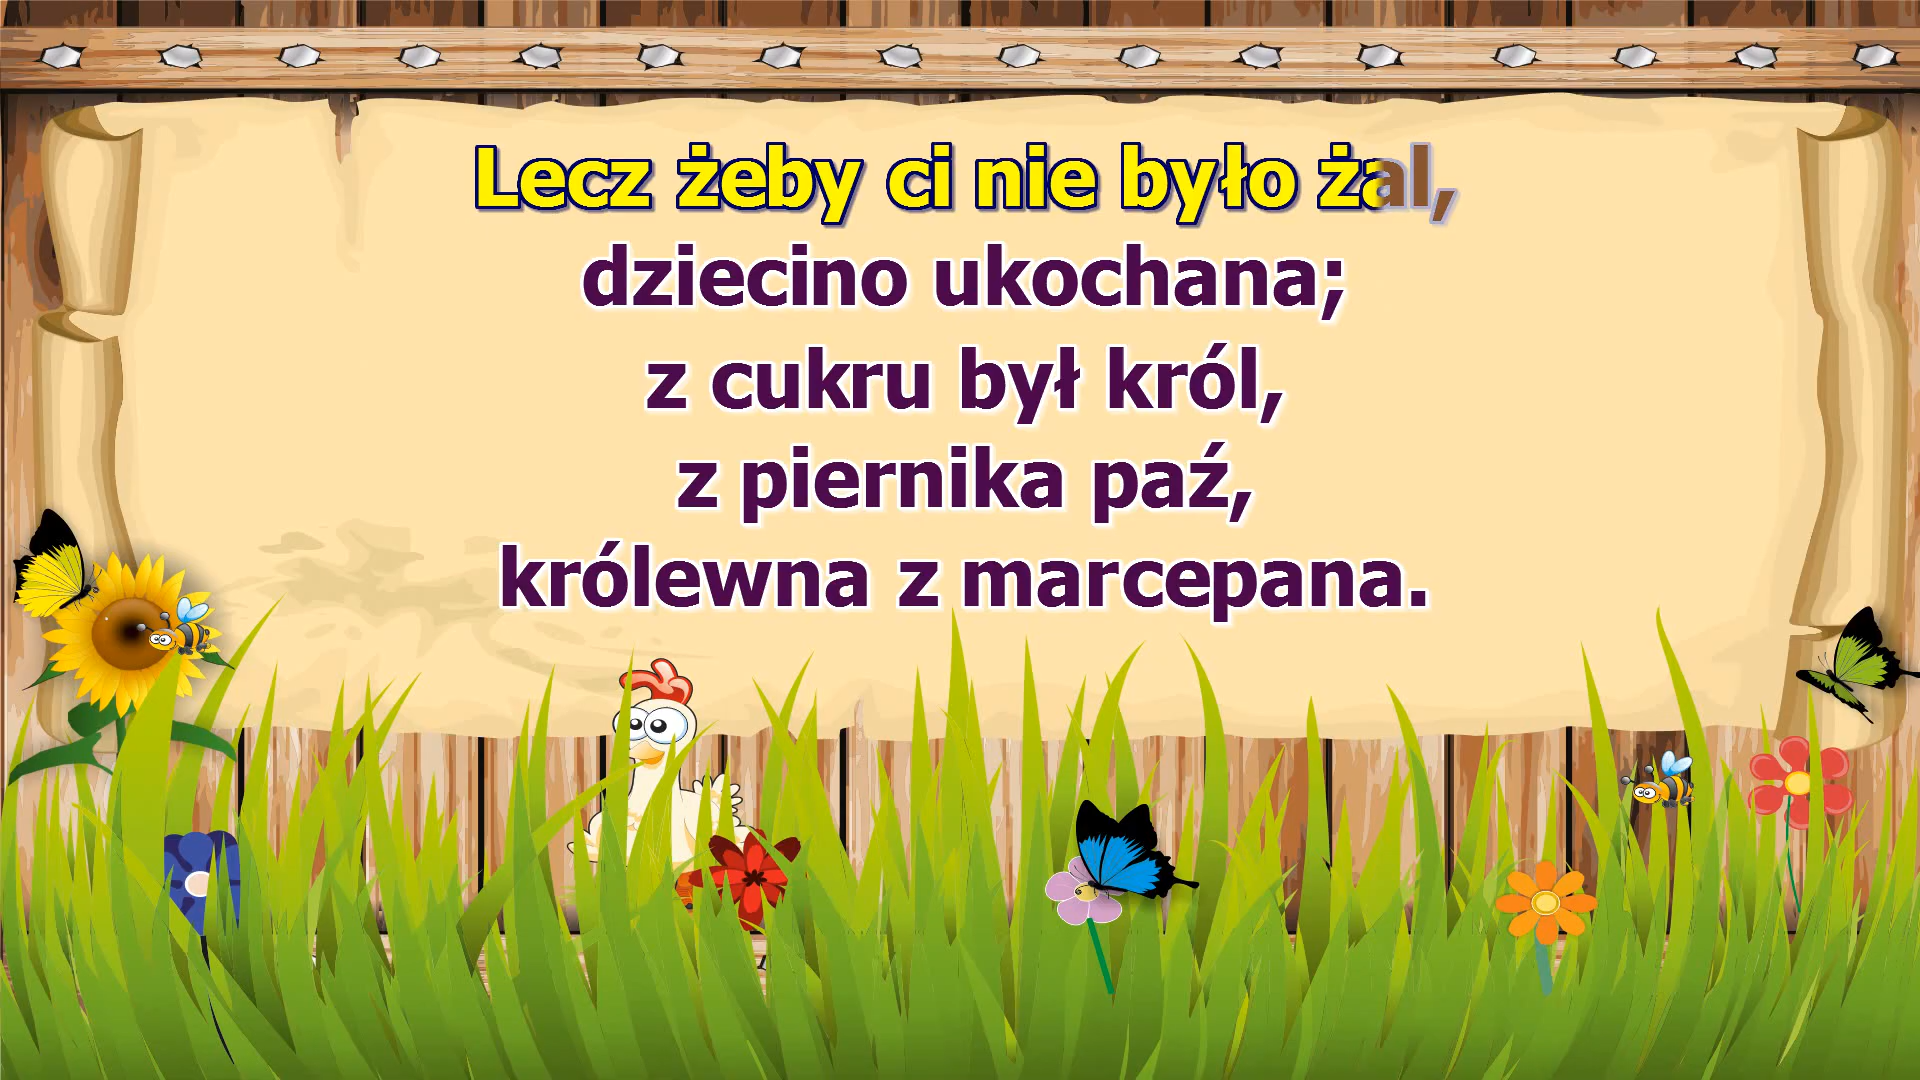 Lecz żeby ci nie było żal,
dziecino ukochana;
z cukru był król,
z piernika paź,
królewna z marcepana.